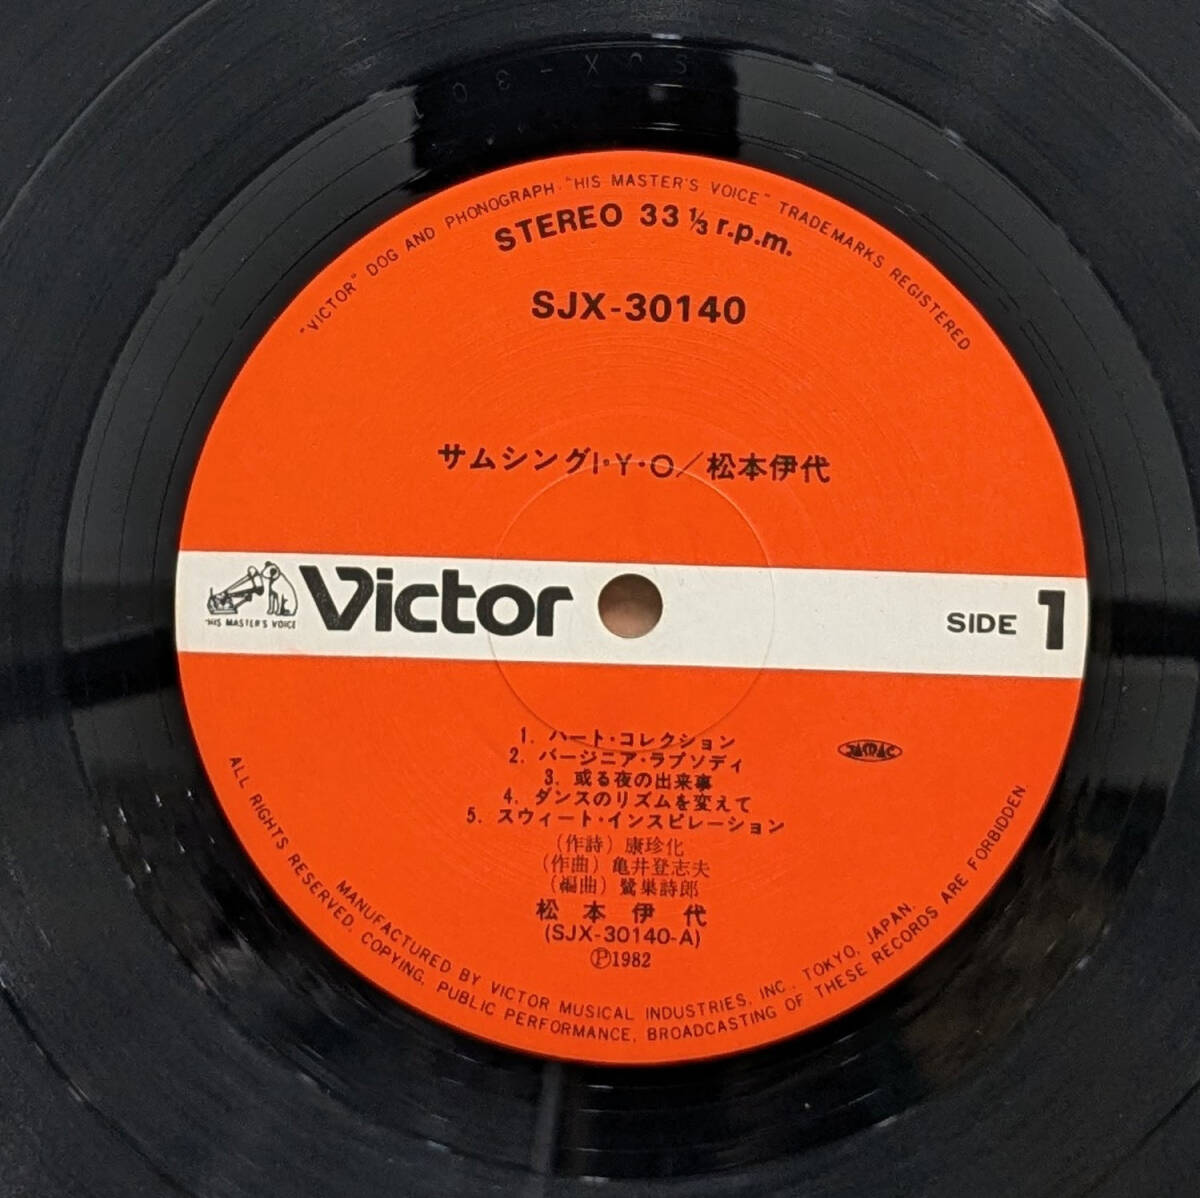 SJX-30
"VICTOR" DOG AND PHONOGRAPH・"HIS MASTER'S VOICE" TRADEMARKS REGISTERED
STEREO 33 ⅓ r.p.m.
SJX-30140
サムシングI・Y・O／松本伊代
"HIS MASTER'S VOICE"
Victor
SIDE 1
1. ハート・コレクション
2. バージニア・ラプソディ
3. 或る夜の出来事
4. ダンスのリズムを変えて
5. スウィート・インスピレーション
JAMAC
(作詩) 康珍化
(作曲) 亀井登志夫
(編曲) 鷺巣詩郎
松本伊代
(SJX-30140-A)
Ⓟ1982
MANUFACTURED BY VICTOR MUSICAL INDUSTRIES, INC. TOKYO, JAPAN.
ALL RIGHTS RESERVED. COPYING, PUBLIC PERFORMANCE, BROADCASTING OF THESE RECORDS ARE FORBIDDEN.